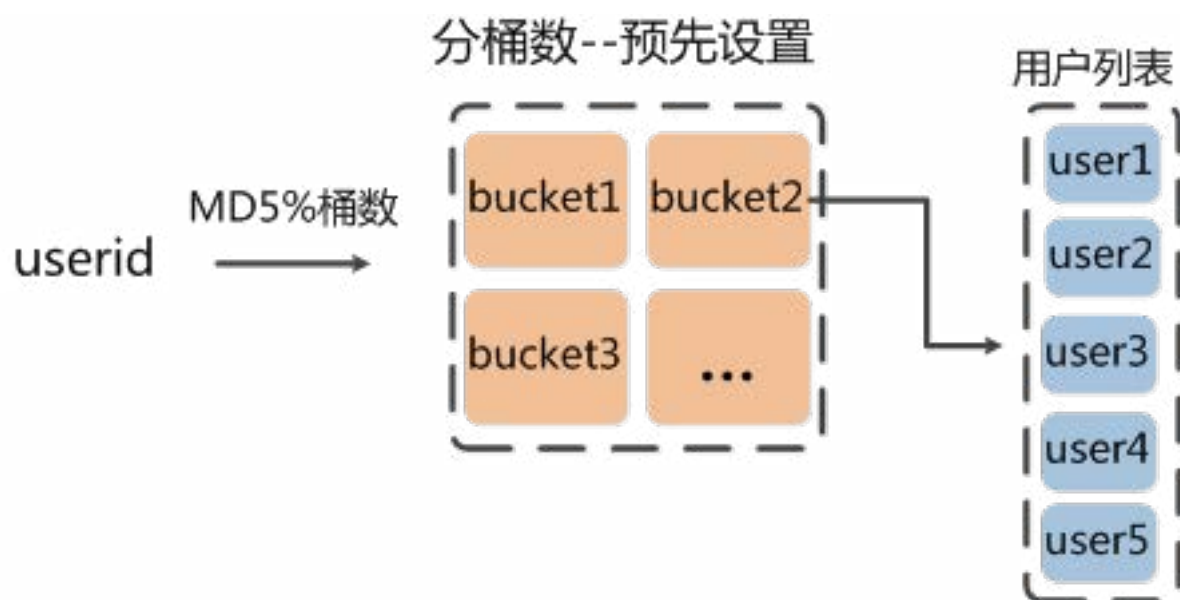 分桶数--预先设置
用户列表
MD5%桶数
userid
bucket1
bucket2
bucket3
...
user1
user2
user3
user4
user5